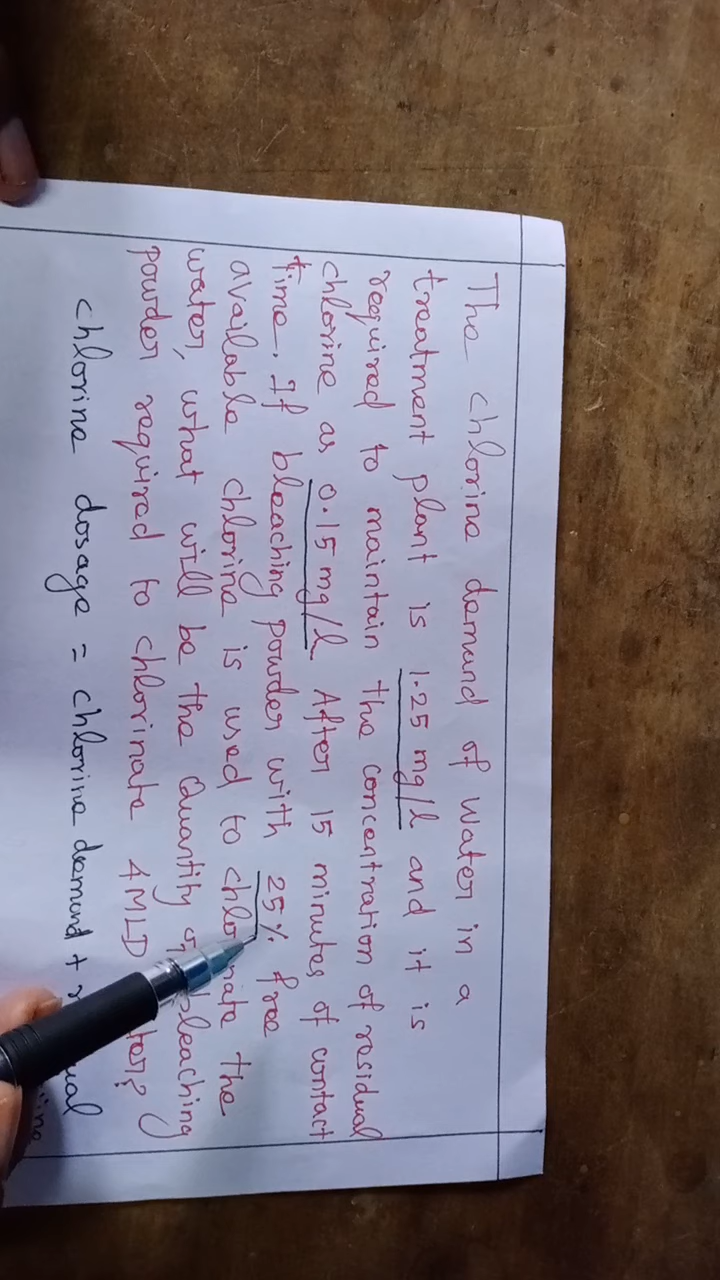 The chlorine demand of water in a
treatment plant is 1.25 mg/l and it is
required to maintain the concentration of residual
chlorine as 0.15 mg/l After 15 minutes of contact
time. If bleaching powder with 25% free
available chlorine is used to chlorinate the
water, what will be the Quantity of bleaching
powder required to chlorinate 4MLD
chlorine dosage = chlorine demand +